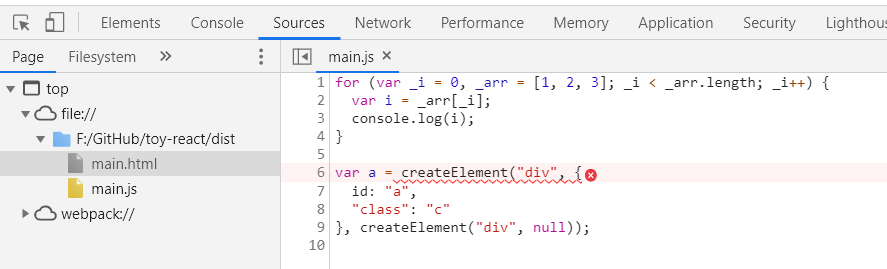 Elements Console Sources Network Performance Memory Application Security Lighthous
Page Filesystem » main.js ×
top
file://
F:/GitHub/toy-react/dist
main.html
main.js
webpack://
1 for (var _i = 0, _arr = [1, 2, 3]; _i < _arr.length; _i++) {
2 var i = _arr[_i];
3 console.log(i);
4 }
5
6 var a = createElement("div", {
7 id: "a",
8 "class": "c"
9 }, createElement("div", null));
10